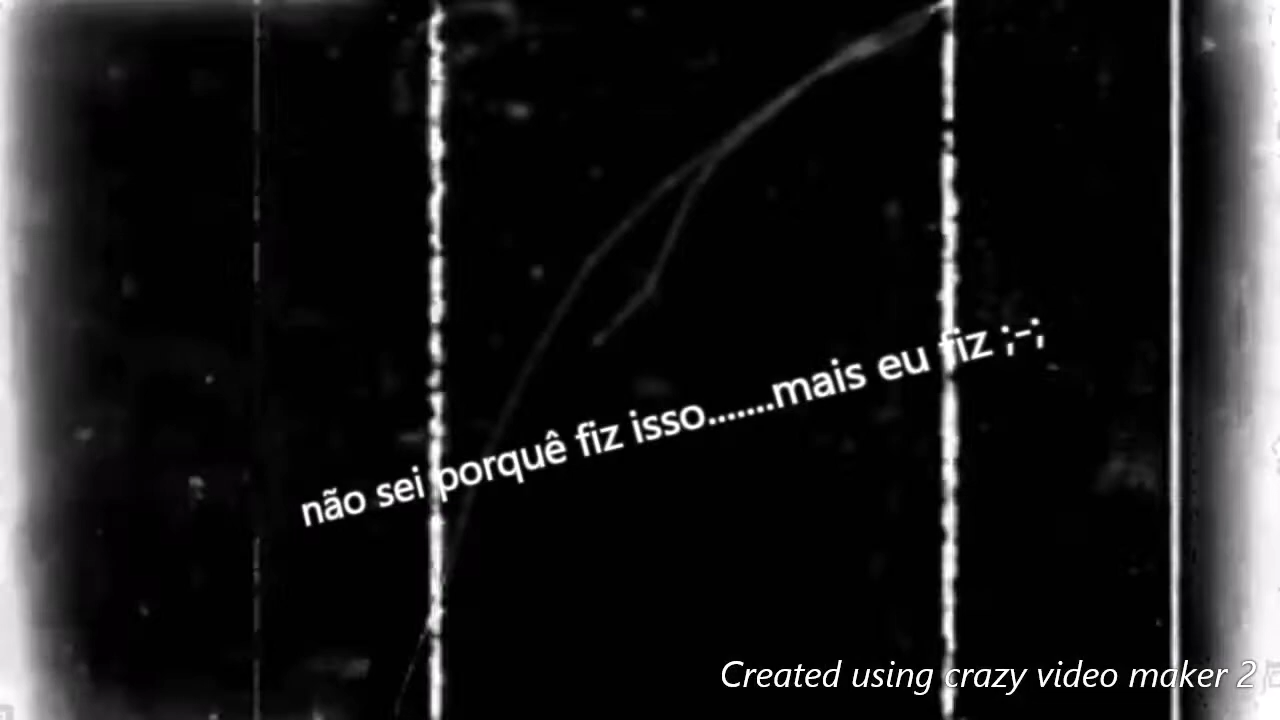 não sei porquê fiz isso.......mais eu fiz ;-;
Created using crazy video maker 2